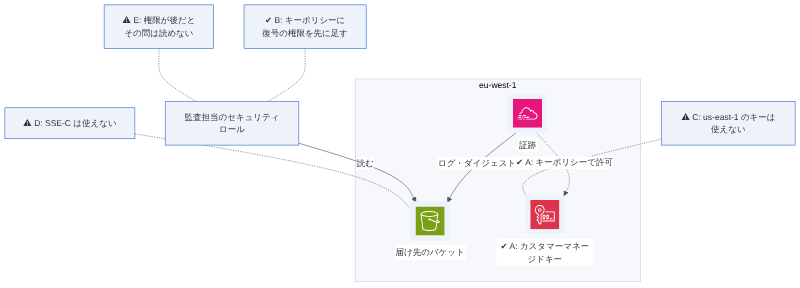 ⚠ E: 権限が後だと
その間は読めない
✔ B: キーポリシーに
復号の権限を先に足す
eu-west-1
⚠ D: SSE-C は使えない
監査担当のセキュリティ
ロール
⚠ C: us-east-1 のキーは
使えない
証跡
読む
ログ・ダイジェスト
✔ A: キーポリシーで許可
届け先のバケット
✔ A: カスタマーマネー
ジドキー